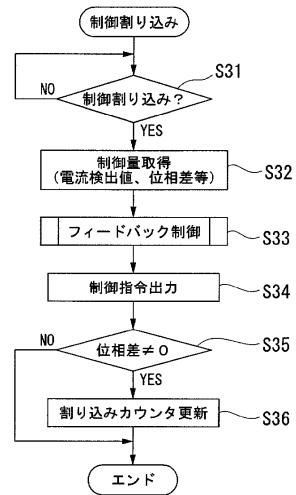 制御割り込み
制御割り込み?
S31
NO
YES
制御量取得
(電流検出値、位相差等)
S32
フィードバック制御
S33
制御指令出力
S34
NO
位相差≠0
S35
YES
割り込みカウンタ更新
S36
エンド